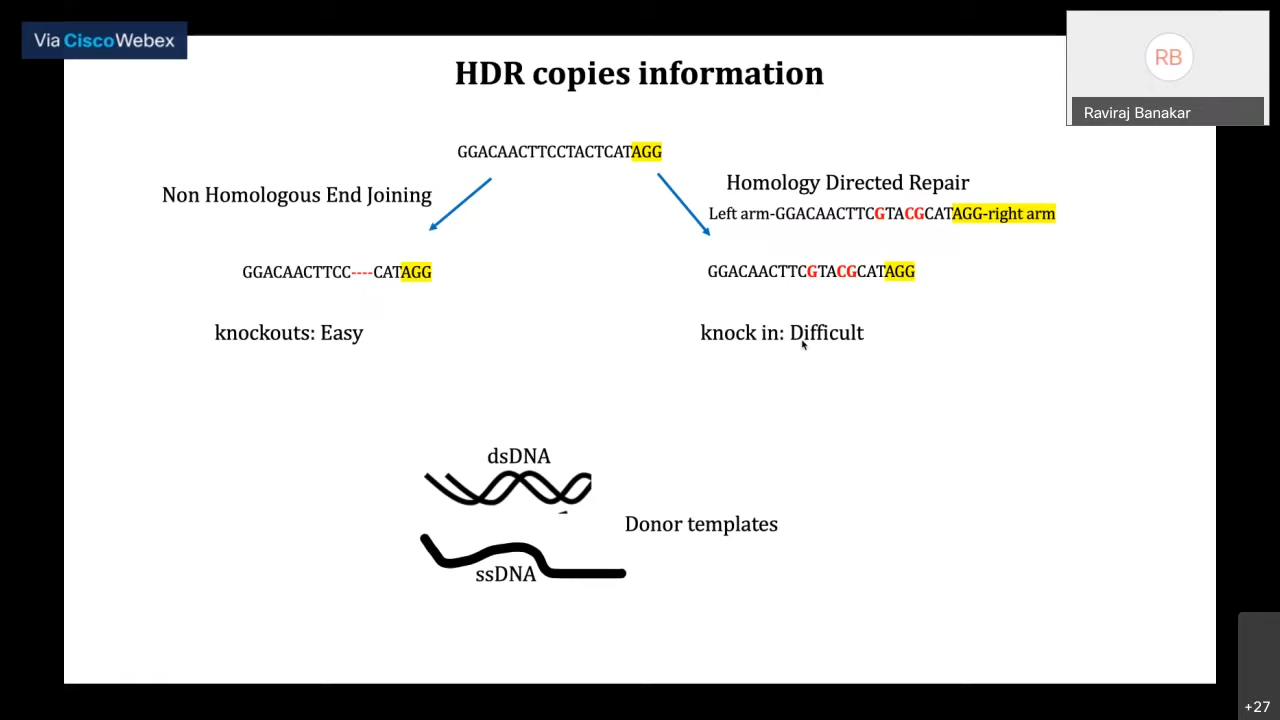 Via CiscoWebex
RB
Raviraj Banakar
HDR copies information
GGACAACTTCCTACTCATAGG
Non Homologous End Joining
Homology Directed Repair
Left arm-GGACAACTTCGTACGCATAGG-right arm
GGACAACTTCC----CATAGG
GGACAACTTCGTACGCATAGG
knockouts: Easy
knock in: Difficult
dsDNA
Donor templates
ssDNA
+27